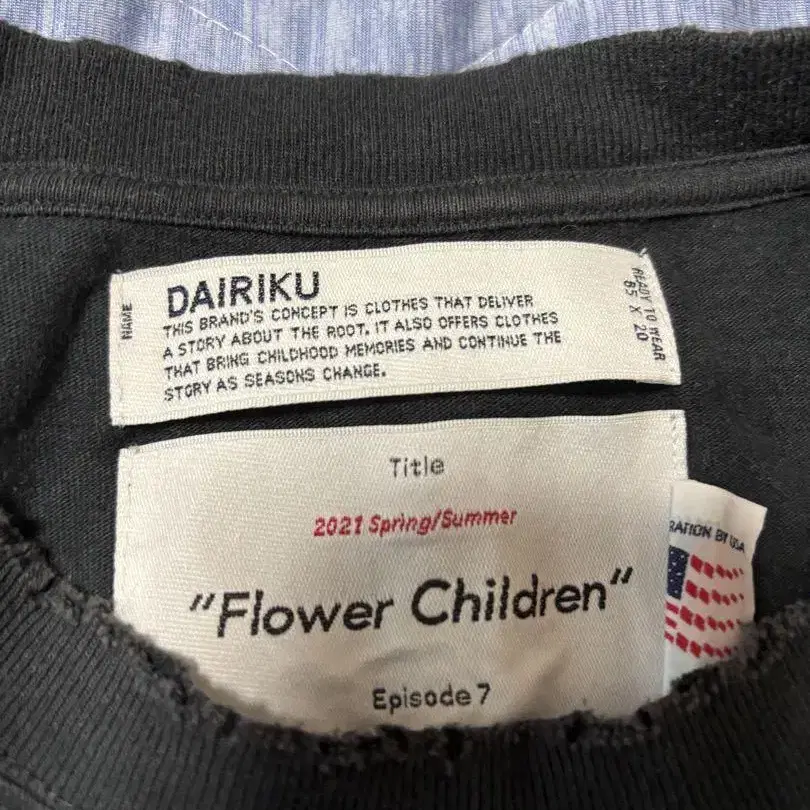 NAME
DAIRIKU
THIS BRAND'S CONCEPT IS CLOTHES THAT DELIVER
A STORY ABOUT THE ROOT. IT ALSO OFFERS CLOTHES
THAT BRING CHILDHOOD MEMORIES AND CONTINUE THE
STORY AS SEASONS CHANGE.
READY TO WEAR
85 X 20
Title
2021 Spring/Summer
"Flower Children"
Episode 7
BY USA